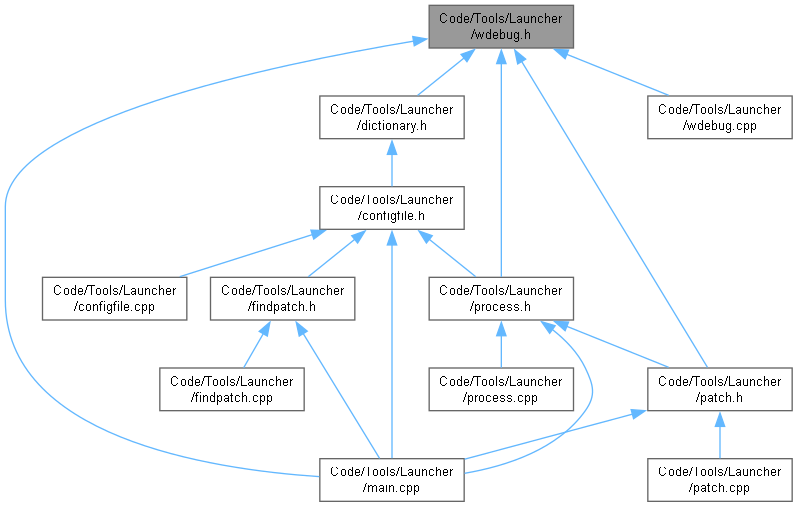 Code/Tools/Launcher
/wdebug.h
Code/Tools/Launcher
/dictionary.h
Code/Tools/Launcher
/wdebug.cpp
Code/Tools/Launcher
/configfile.h
Code/Tools/Launcher
/configfile.cpp
Code/Tools/Launcher
/findpatch.h
Code/Tools/Launcher
/process.h
Code/Tools/Launcher
/findpatch.cpp
Code/Tools/Launcher
/process.cpp
Code/Tools/Launcher
/patch.h
Code/Tools/Launcher
/main.cpp
Code/Tools/Launcher
/patch.cpp